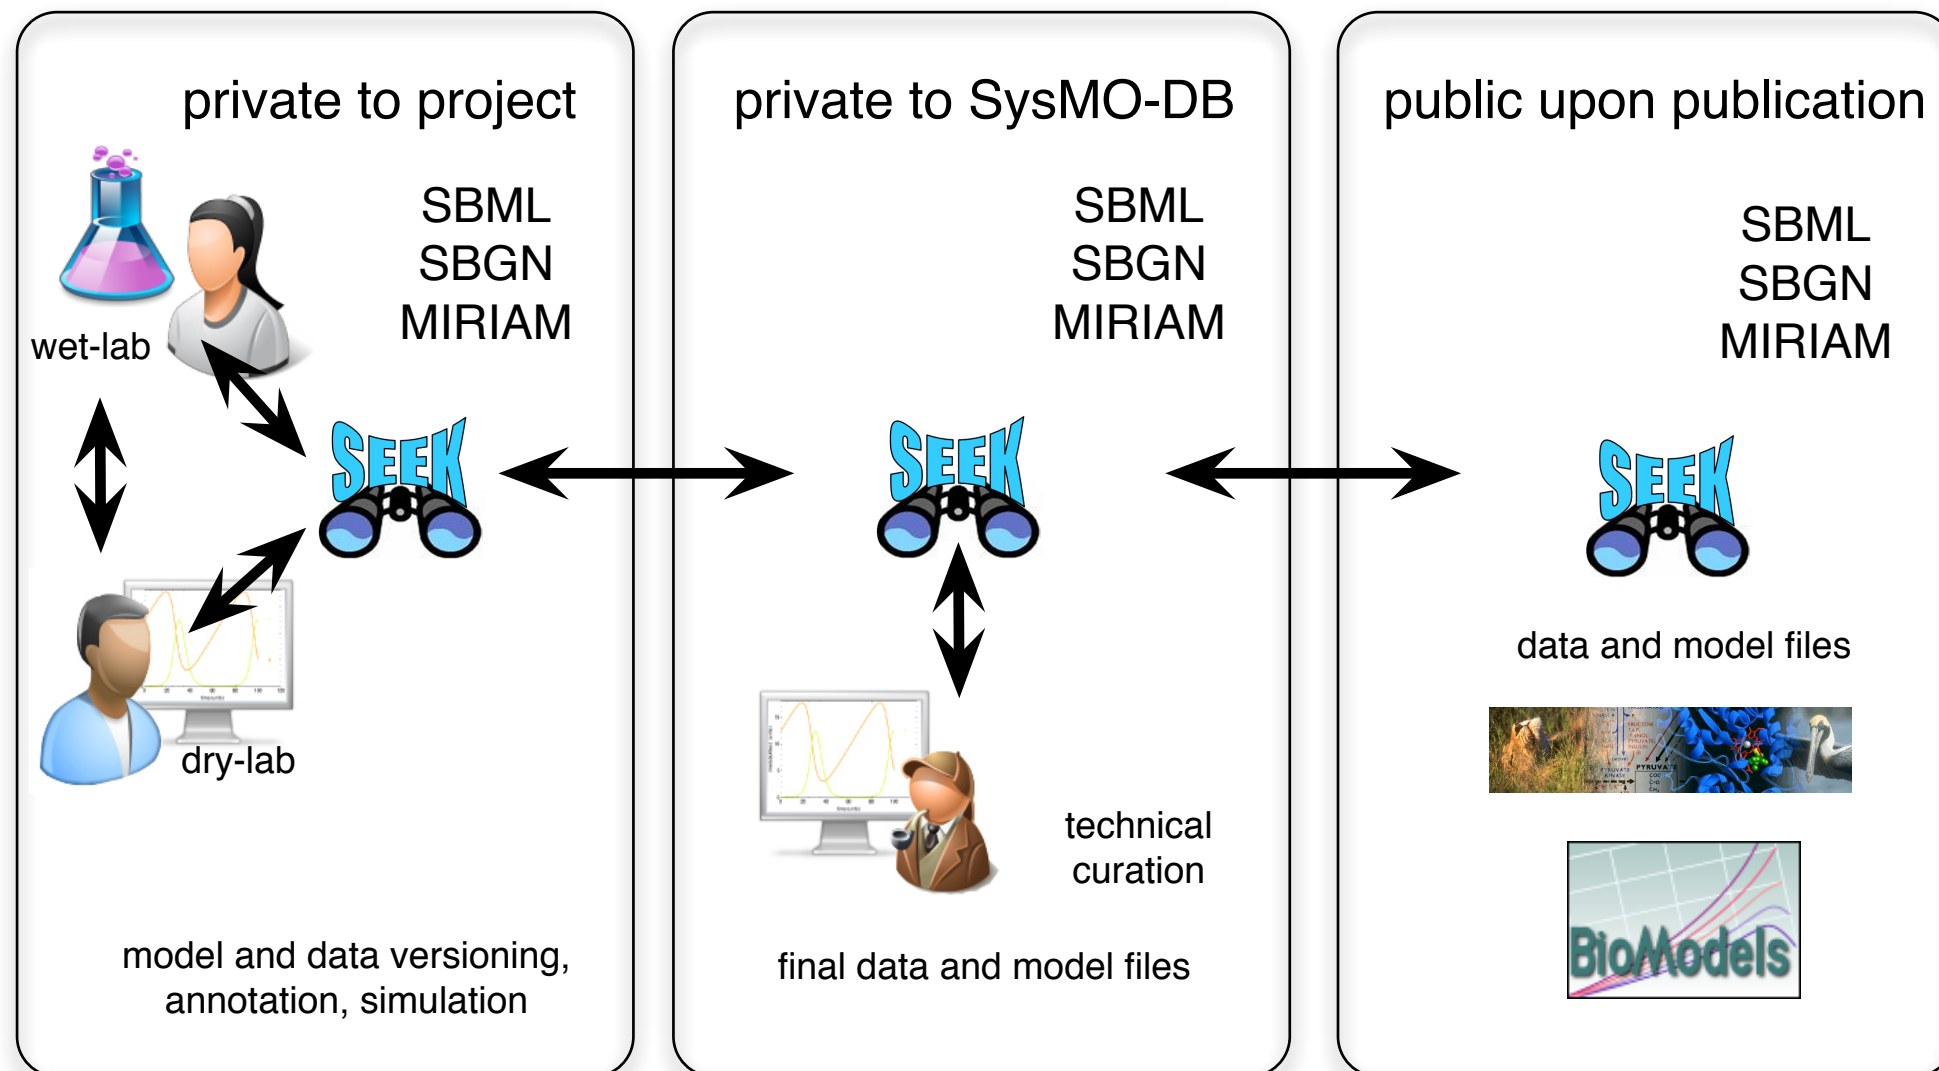 private to project
SBML
SBGN
MIRIAM
wet-lab
SEEK
dry-lab
model and data versioning,
annotation, simulation
private to SysMO-DB
SBML
SBGN
MIRIAM
SEEK
technical
curation
final data and model files
public upon publication
SBML
SBGN
MIRIAM
SEEK
data and model files
PYRUVATE
BioModels